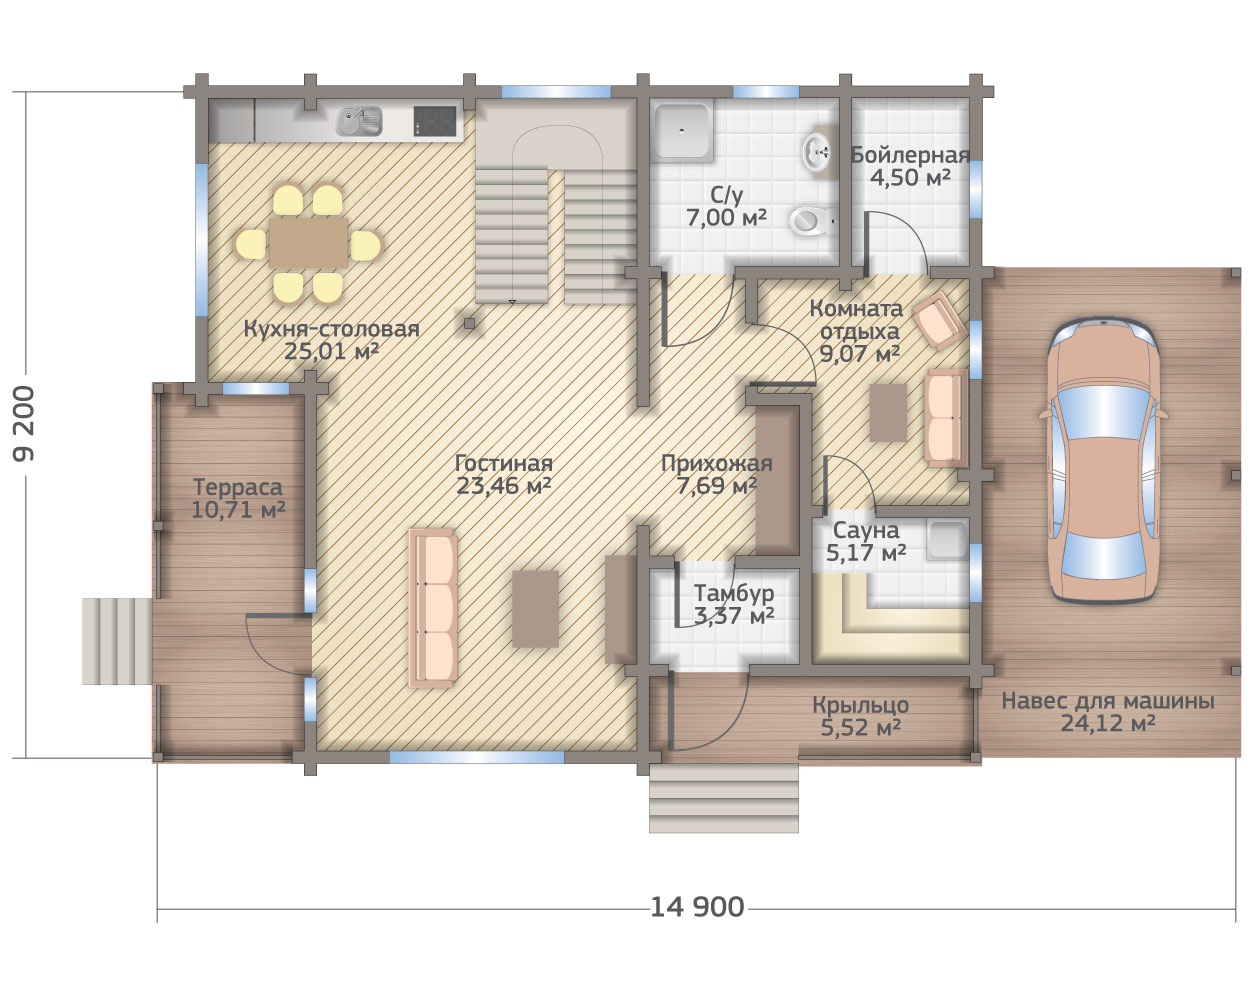 Бойлерная
4,50 м²
С/у
7,00 м²
Кухня-столовая
25,01 м²
Комната
отдыха
9,07 м²
9 200
Терраса
10,71 м²
Гостиная
23,46 м²
Прихожая
7,69 м²
Сауна
5,17 м²
Тамбур
3,37 м²
Крыльцо
5,52 м²
Навес для машины
24,12 м²
14 900